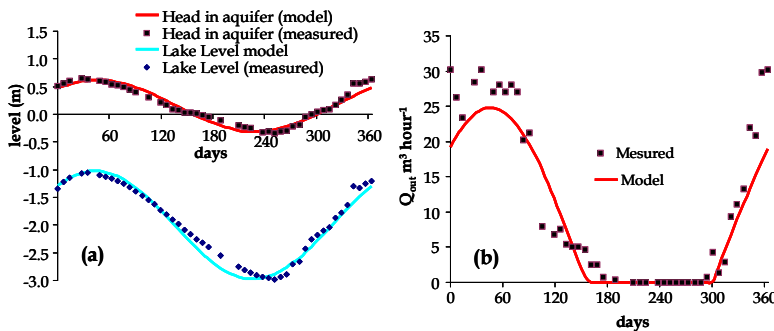 Head in aquifer (model)
Head in aquifer (measured)
Lake Level model
Lake Level (measured)
level (m)
1.5
1.0
0.5
0.0
-0.5
-1.0
-1.5
-2.0
-2.5
-3.0
60
120
180
240
300
360
days
(a)
Qout m³ hour-1
35
30
25
20
15
10
5
0
0
60
120
180
240
300
360
days
Mesured
Model
(b)